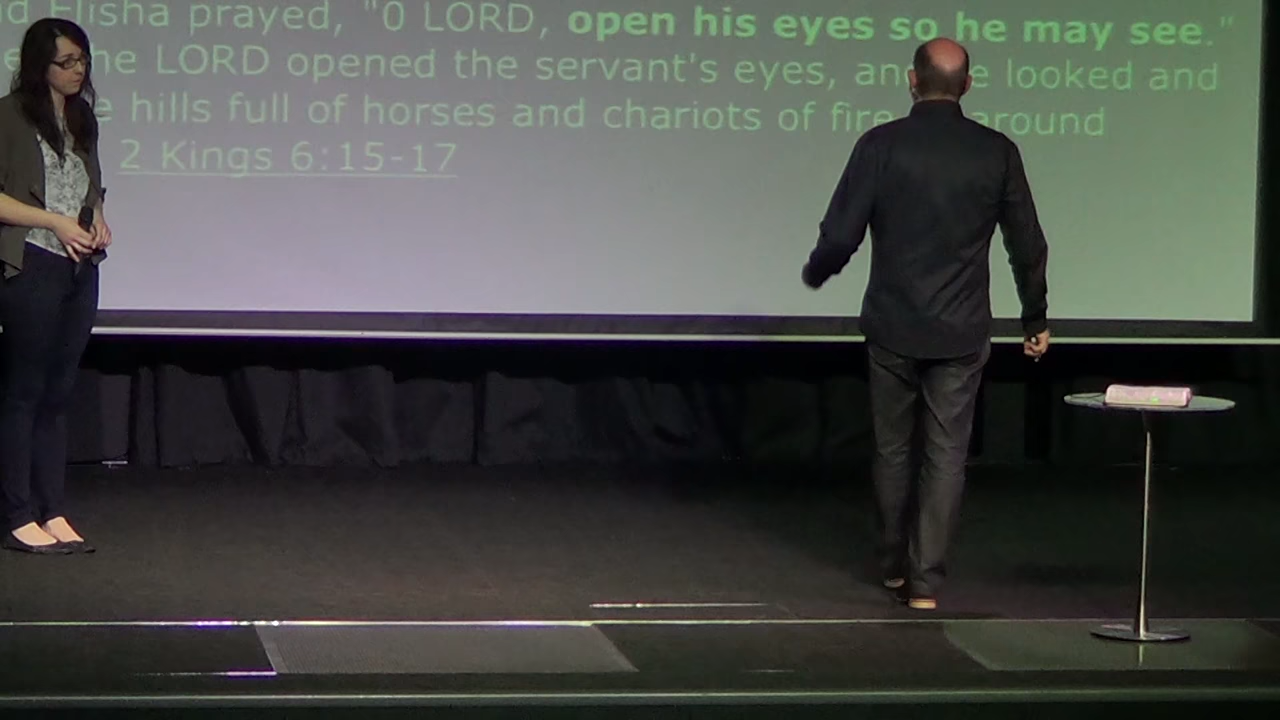 Elisha prayed, "0 LORD, open his eyes so he may see."
he LORD opened the servant's eyes, and looked and
hills full of horses and chariots of fire around
2 Kings 6:15-17